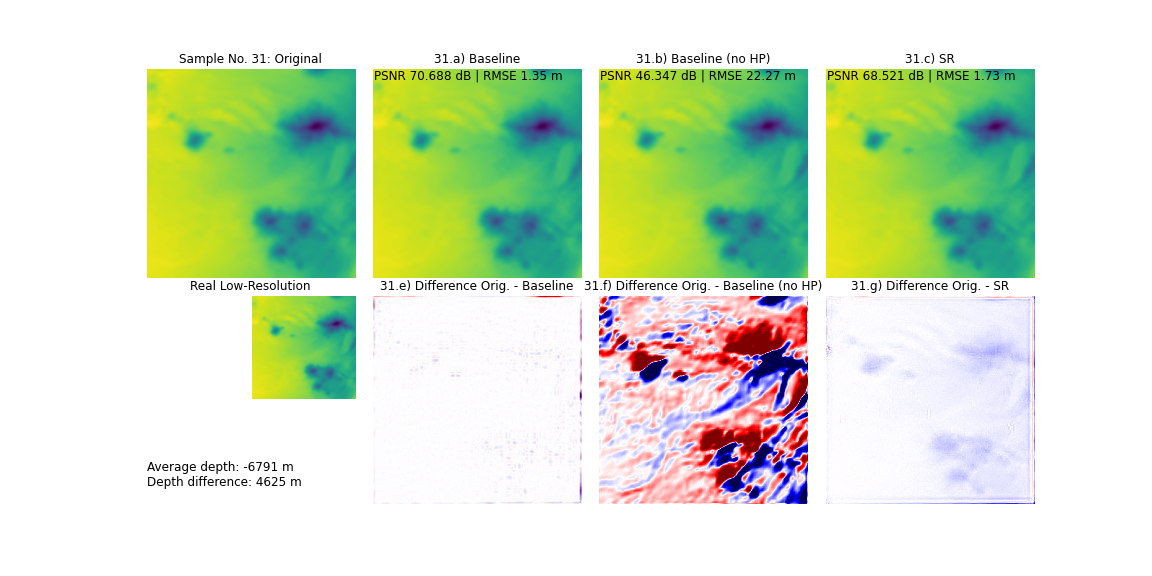 Sample No. 31: Original
31.a) Baseline
31.b) Baseline (no HP)
31.c) SR
PSNR 70.688 dB | RMSE 1.35 m
PSNR 46.347 dB | RMSE 22.27 m
PSNR 68.521 dB | RMSE 1.73 m
Real Low-Resolution
31.e) Difference Orig. - Baseline
31.f) Difference Orig. - Baseline (no HP)
31.g) Difference Orig. - SR
Average depth: -6791 m
Depth difference: 4625 m